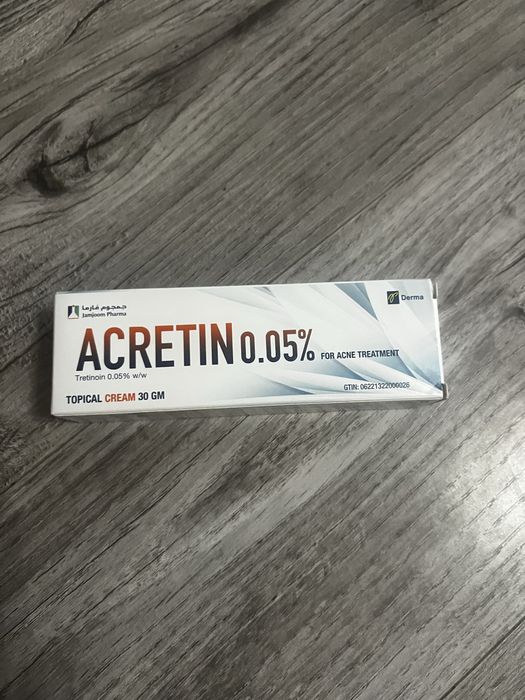 جمجوم فارما
Jamjoom Pharma
Derma
ACRETIN 0.05% FOR ACNE TREATMENT
Tretinoin 0.05% w/w
TOPICAL CREAM 30 GM
GTIN: 06221322000026